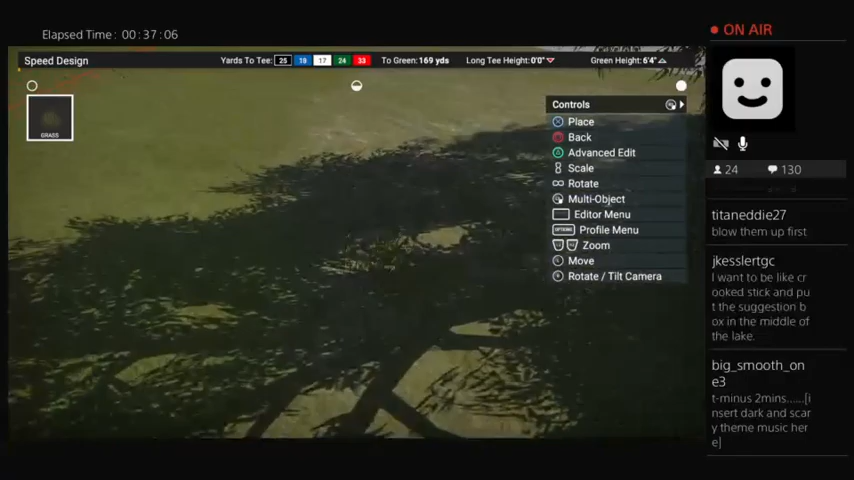 Elapsed Time : 00:37:06
ON AIR
Speed Design
Yards To Tee: 25 18 17 24 33
To Green: 169 yds
Long Tee Height: 0'0"
Green Height: 6'4"
GRASS
Controls
Place
Back
Advanced Edit
Scale
Rotate
Multi-Object
Editor Menu
OPTIONS Profile Menu
Zoom
Move
Rotate / Tilt Camera
24 130
titaneddie27
blow them up first
jkesslertgc
I want to be like cr
ooked stick and pu
t the suggestion b
ox in the middle of
the lake.
big_smooth_on
e3
t-minus 2mins......[i
nsert dark and scar
y theme music her
e]